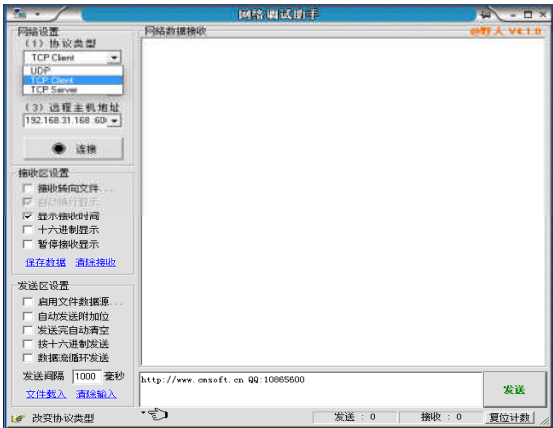 网络调试助手
网络设置
(1) 协议类型
TCP Client
UDP
TCP Client
TCP Server
(3) 远程主机地址
192.168.31.168 :60
连接
接收区设置
接收转向文件...
自动换行显示
显示接收时间
十六进制显示
暂停接收显示
保存数据 清除接收
发送区设置
启用文件数据源...
自动发送附加位
发送完自动清空
按十六进制发送
数据流循环发送
发送间隔 1000 毫秒
文件载入 清除输入
网络数据接收
@野人 V4.1.0
http://www.cmsoft.cn QQ:10865600
发送
改变协议类型
发送 : 0
接收 : 0
复位计数